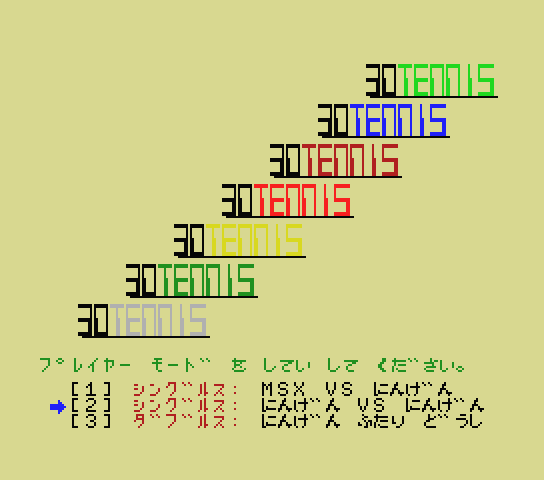 3DTENNIS
3DTENNIS
3DTENNIS
3DTENNIS
3DTENNIS
3DTENNIS
3DTENNIS
プレイヤー モード を してい して ください。
[1] シングルス: MSX VS にんげん
[2] シングルス: にんげん VS にんげん
[3] ダブルス: にんげん ふたり どうし